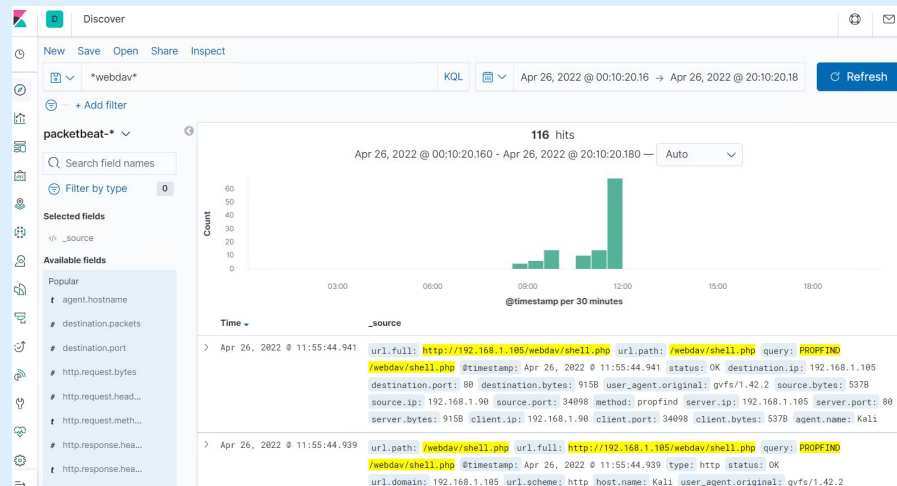 D Discover
New Save Open Share Inspect
*webdav* KQL Apr 26, 2022 @ 00:10:20.16 → Apr 26, 2022 @ 20:10:20.18 Refresh
+ Add filter
packetbeat-*
Search field names
Filter by type 0
Selected fields
</> _source
Available fields
Popular
t agent.hostname
# destination.packets
# destination.port
# http.request.bytes
# http.request.head...
t http.request.meth...
# http.response.hea...
t http.response.hea...
116 hits
Apr 26, 2022 @ 00:10:20.160 - Apr 26, 2022 @ 20:10:20.180 — Auto
Count
60
50
40
30
20
10
0
03:00 06:00 09:00 12:00 15:00 18:00
@timestamp per 30 minutes
Time _source
> Apr 26, 2022 @ 11:55:44.941 url.full: http://192.168.1.105/webdav/shell.php url.path: /webdav/shell.php query: PROPFIND
/webdav/shell.php @timestamp: Apr 26, 2022 @ 11:55:44.941 status: OK destination.ip: 192.168.1.105
destination.port: 80 destination.bytes: 915B user_agent.original: gvfs/1.42.2 source.bytes: 537B
source.ip: 192.168.1.90 source.port: 34098 method: propfind server.ip: 192.168.1.105 server.port: 80
server.bytes: 915B client.ip: 192.168.1.90 client.port: 34098 client.bytes: 537B agent.name: Kali
> Apr 26, 2022 @ 11:55:44.939 url.path: /webdav/shell.php url.full: http://192.168.1.105/webdav/shell.php query: PROPFIND
/webdav/shell.php @timestamp: Apr 26, 2022 @ 11:55:44.939 type: http status: OK
url.domain: 192.168.1.105 url.scheme: http host.name: Kali user_agent.original: gvfs/1.42.2